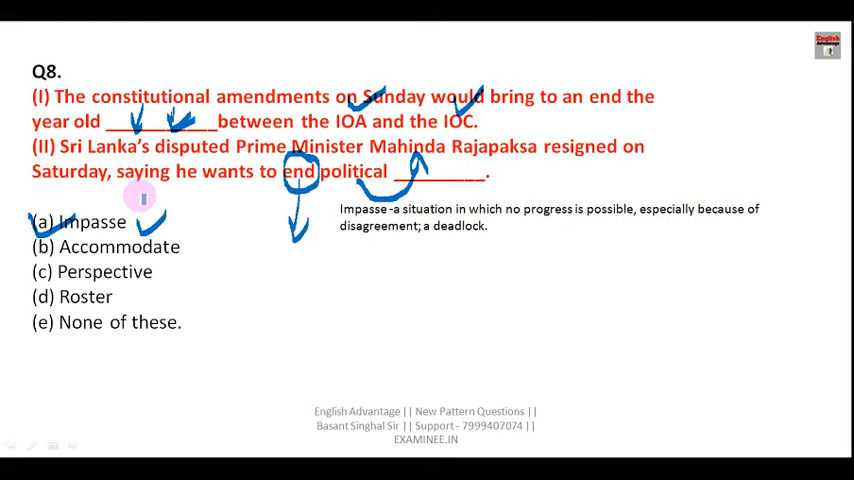 English
Advantage
Q8.
(I) The constitutional amendments on Sunday would bring to an end the
year old ____________between the IOA and the IOC.
(II) Sri Lanka's disputed Prime Minister Mahinda Rajapaksa resigned on
Saturday, saying he wants to end political __________.
Impasse -a situation in which no progress is possible, especially because of
disagreement; a deadlock.
(a) Impasse
(b) Accommodate
(c) Perspective
(d) Roster
(e) None of these.
English Advantage || New Pattern Questions ||
Basant Singhal Sir || Support - 7999407074 ||
EXAMINEE.IN